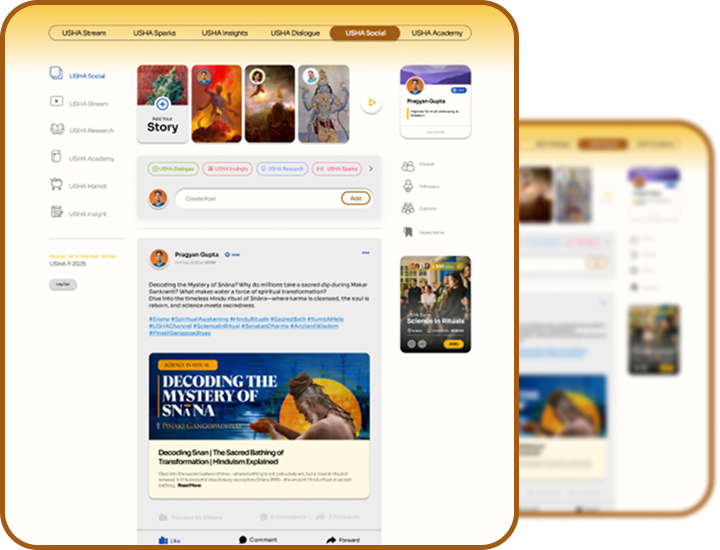 USHA Stream
USHA Sparks
USHA Insights
USHA Dialogue
USHA Social
USHA Academy
USHA Social
USHA Stream
USHA Research
USHA Academy
USHA Market
USHA Insight
USHA © 2025
Log Out
Add Your
Story
USHA Dialogue
USHA Insihgts
USHA Research
USHA Sparks
Create Post
Add
Pragyan Gupta
Friends
Followers
Cohorts
Saved Items
Science In Rituals
JOIN
Pragyan Gupta
Decoding the Mystery of Snāna? Why do millions take a sacred dip during Makar
Sankranti? What makes water a force of spiritual transformation?
Dive into the timeless Hindu ritual of Snāna—where karma is cleansed, the soul is
reborn, and science meets sacredness.
#Snana #SpiritualAwakening #HinduRituals #SacredBath #KumbhMela
#USHAChannel #ScienceInRitual #SanatanDharma #AncientWisdom
#PinakiGangopadhyay
SCIENCE IN RITUAL
DECODING THE
MYSTERY OF
SNĀNA
PINAKI GANGOPADHYAY
Decoding Snan | The Sacred Bathing of
Transformation | Hinduism Explained
Read More
You and 26 Others
0 Comments
0 Forwards
Like
Comment
Forward